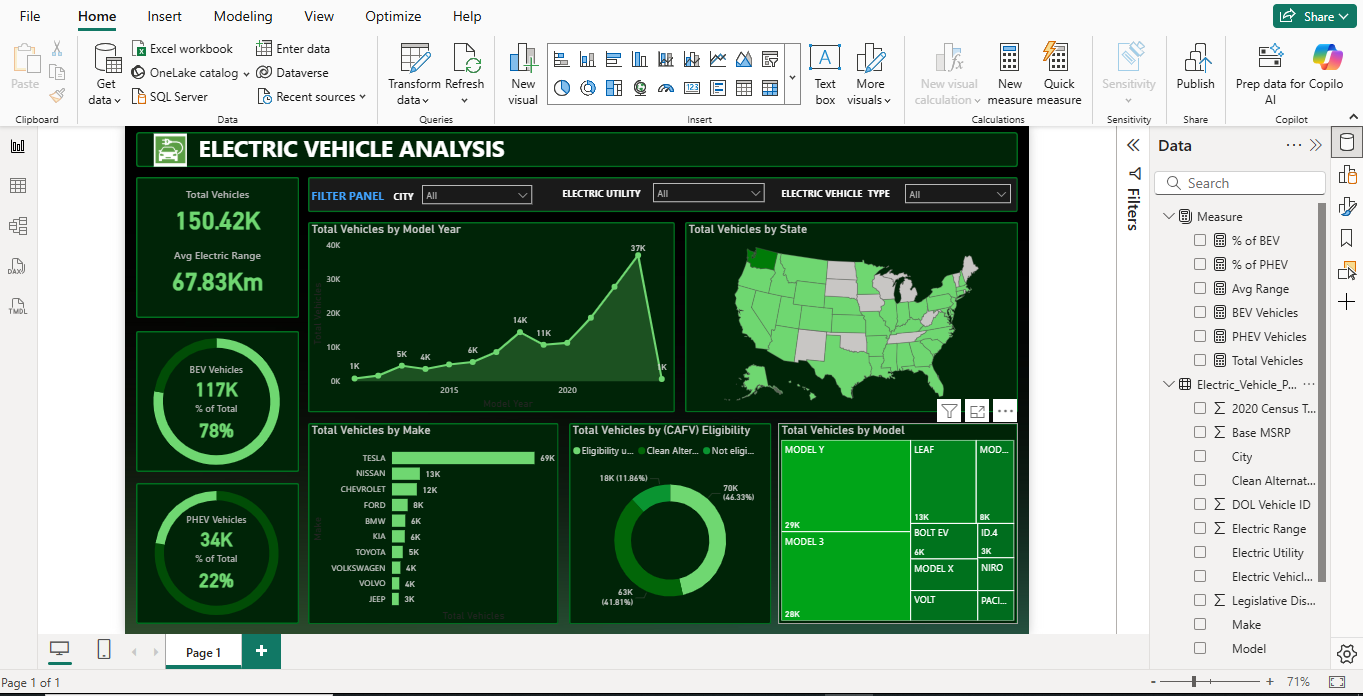 File Home Insert Modeling View Optimize Help Share
Paste
Get data
Excel workbook
OneLake catalog
SQL Server
Enter data
Dataverse
Recent sources
Transform data
Refresh
New visual
Text box
More visuals
New visual calculation
New measure
Quick measure
Sensitivity
Publish
Prep data for AI
Copilot
Clipboard Data Queries Insert Calculations Sensitivity Share Copilot
ELECTRIC VEHICLE ANALYSIS
Total Vehicles
150.42K
Avg Electric Range
67.83Km
FILTER PANEL CITY All ELECTRIC UTILITY All ELECTRIC VEHICLE TYPE All
Total Vehicles by Model Year
40K
30K
20K
10K
0K
Total Vehicles
1K
5K
4K
6K
14K
11K
37K
2015 2020
Model Year
Total Vehicles by State
BEV Vehicles
117K
% of Total
78%
PHEV Vehicles
34K
% of Total
22%
Total Vehicles by Make
Make
TESLA 69K
NISSAN 13K
CHEVROLET 12K
FORD 8K
BMW 6K
KIA 6K
TOYOTA 5K
VOLKSWAGEN 4K
VOLVO 4K
JEEP 3K
Total Vehicles
Total Vehicles by (CAFV) Eligibility
Eligibility u... Clean Alter... Not eligi...
18K (11.86%)
70K
(46.33%)
63K
(41.81%)
Total Vehicles by Model
MODEL Y
29K
MODEL 3
28K
LEAF
13K
MOD...
8K
BOLT EV
6K
ID.4
3K
MODEL X
NIRO
VOLT
PACI...
Filters
Data
Search
Measure
% of BEV
% of PHEV
Avg Range
BEV Vehicles
PHEV Vehicles
Total Vehicles
Electric_Vehicle_P...
2020 Census T...
Base MSRP
City
Clean Alternat...
DOL Vehicle ID
Electric Range
Electric Utility
Electric Vehicl...
Legislative Dis...
Make
Model
DAX
TMDL
Page 1
Page 1 of 1
- + 71%